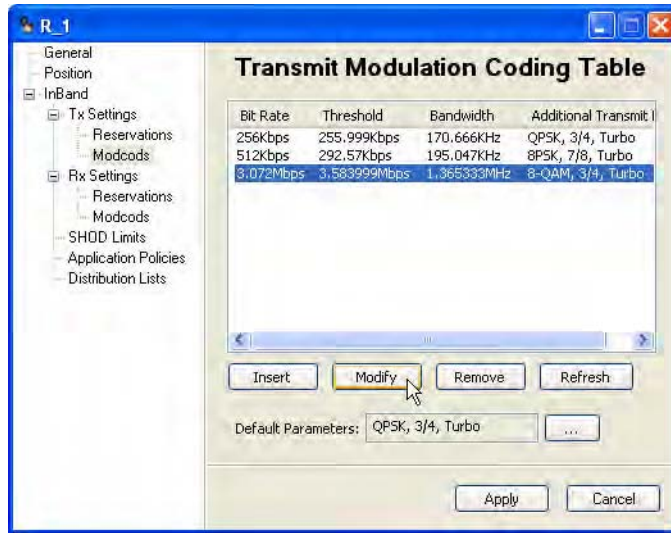 R_1
General
Position
InBand
Tx Settings
Reservations
Modcods
Rx Settings
Reservations
Modcods
SHOD Limits
Application Policies
Distribution Lists
Transmit Modulation Coding Table
Bit Rate Threshold Bandwidth Additional Transmit
256Kbps 255.999Kbps 170.666KHz QPSK, 3/4, Turbo
512Kbps 292.57Kbps 195.047KHz 8PSK, 7/8, Turbo
3.072Mbps 3.583999Mbps 1.365333MHz 8-QAM, 3/4, Turbo
Insert Modify Remove Refresh
Default Parameters: QPSK, 3/4, Turbo ...
Apply Cancel